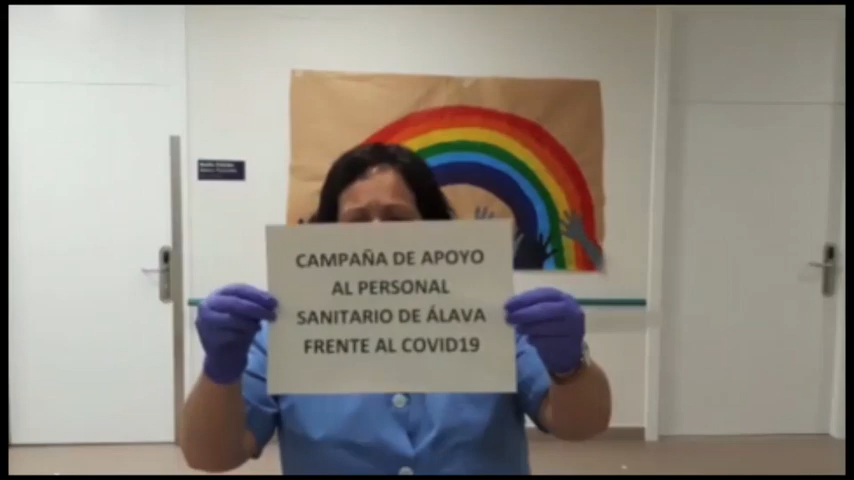 CAMPAÑA DE APOYO
AL PERSONAL
SANITARIO DE ÁLAVA
FRENTE AL COVID19